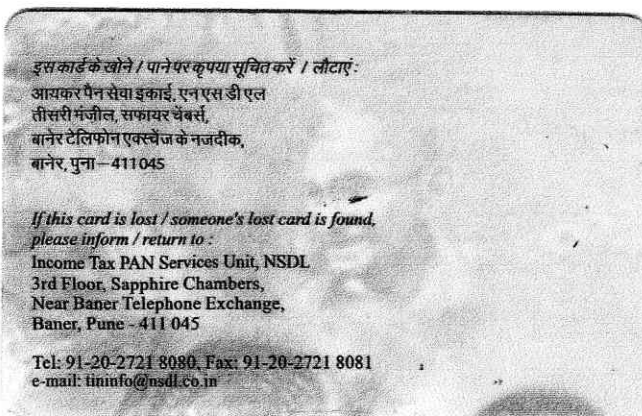 इस कार्ड के खोने / पाने पर कृपया सूचित करें / लौटाएं :
आयकर पैन सेवा इकाई, एन एस डी एल
तीसरी मंजील, सफायर चेंबर्स,
बानेर टेलिफोन एक्स्चेंज के नजदीक,
बानेर, पुना – 411045
If this card is lost / someone's lost card is found,
please inform / return to :
Income Tax PAN Services Unit, NSDL
3rd Floor, Sapphire Chambers,
Near Baner Telephone Exchange,
Baner, Pune - 411 045
Tel: 91-20-2721 8080, Fax: 91-20-2721 8081
e-mail: tininfo@nsdl.co.in